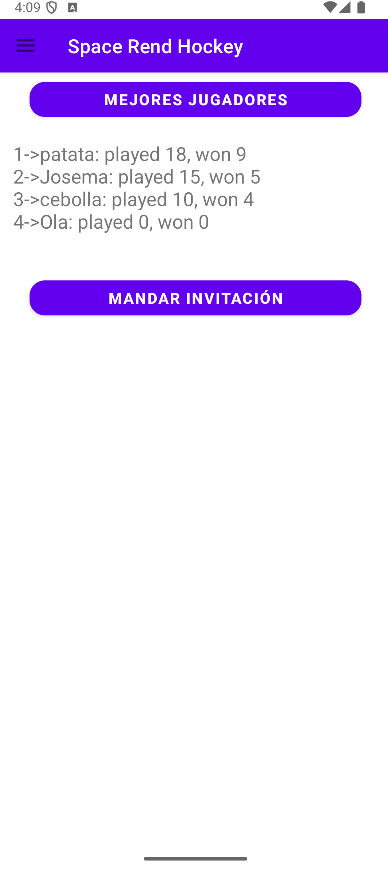 4:09
Space Rend Hockey
MEJORES JUGADORES
1->patata: played 18, won 9
2->Josema: played 15, won 5
3->cebolla: played 10, won 4
4->Ola: played 0, won 0
MANDAR INVITACIÓN